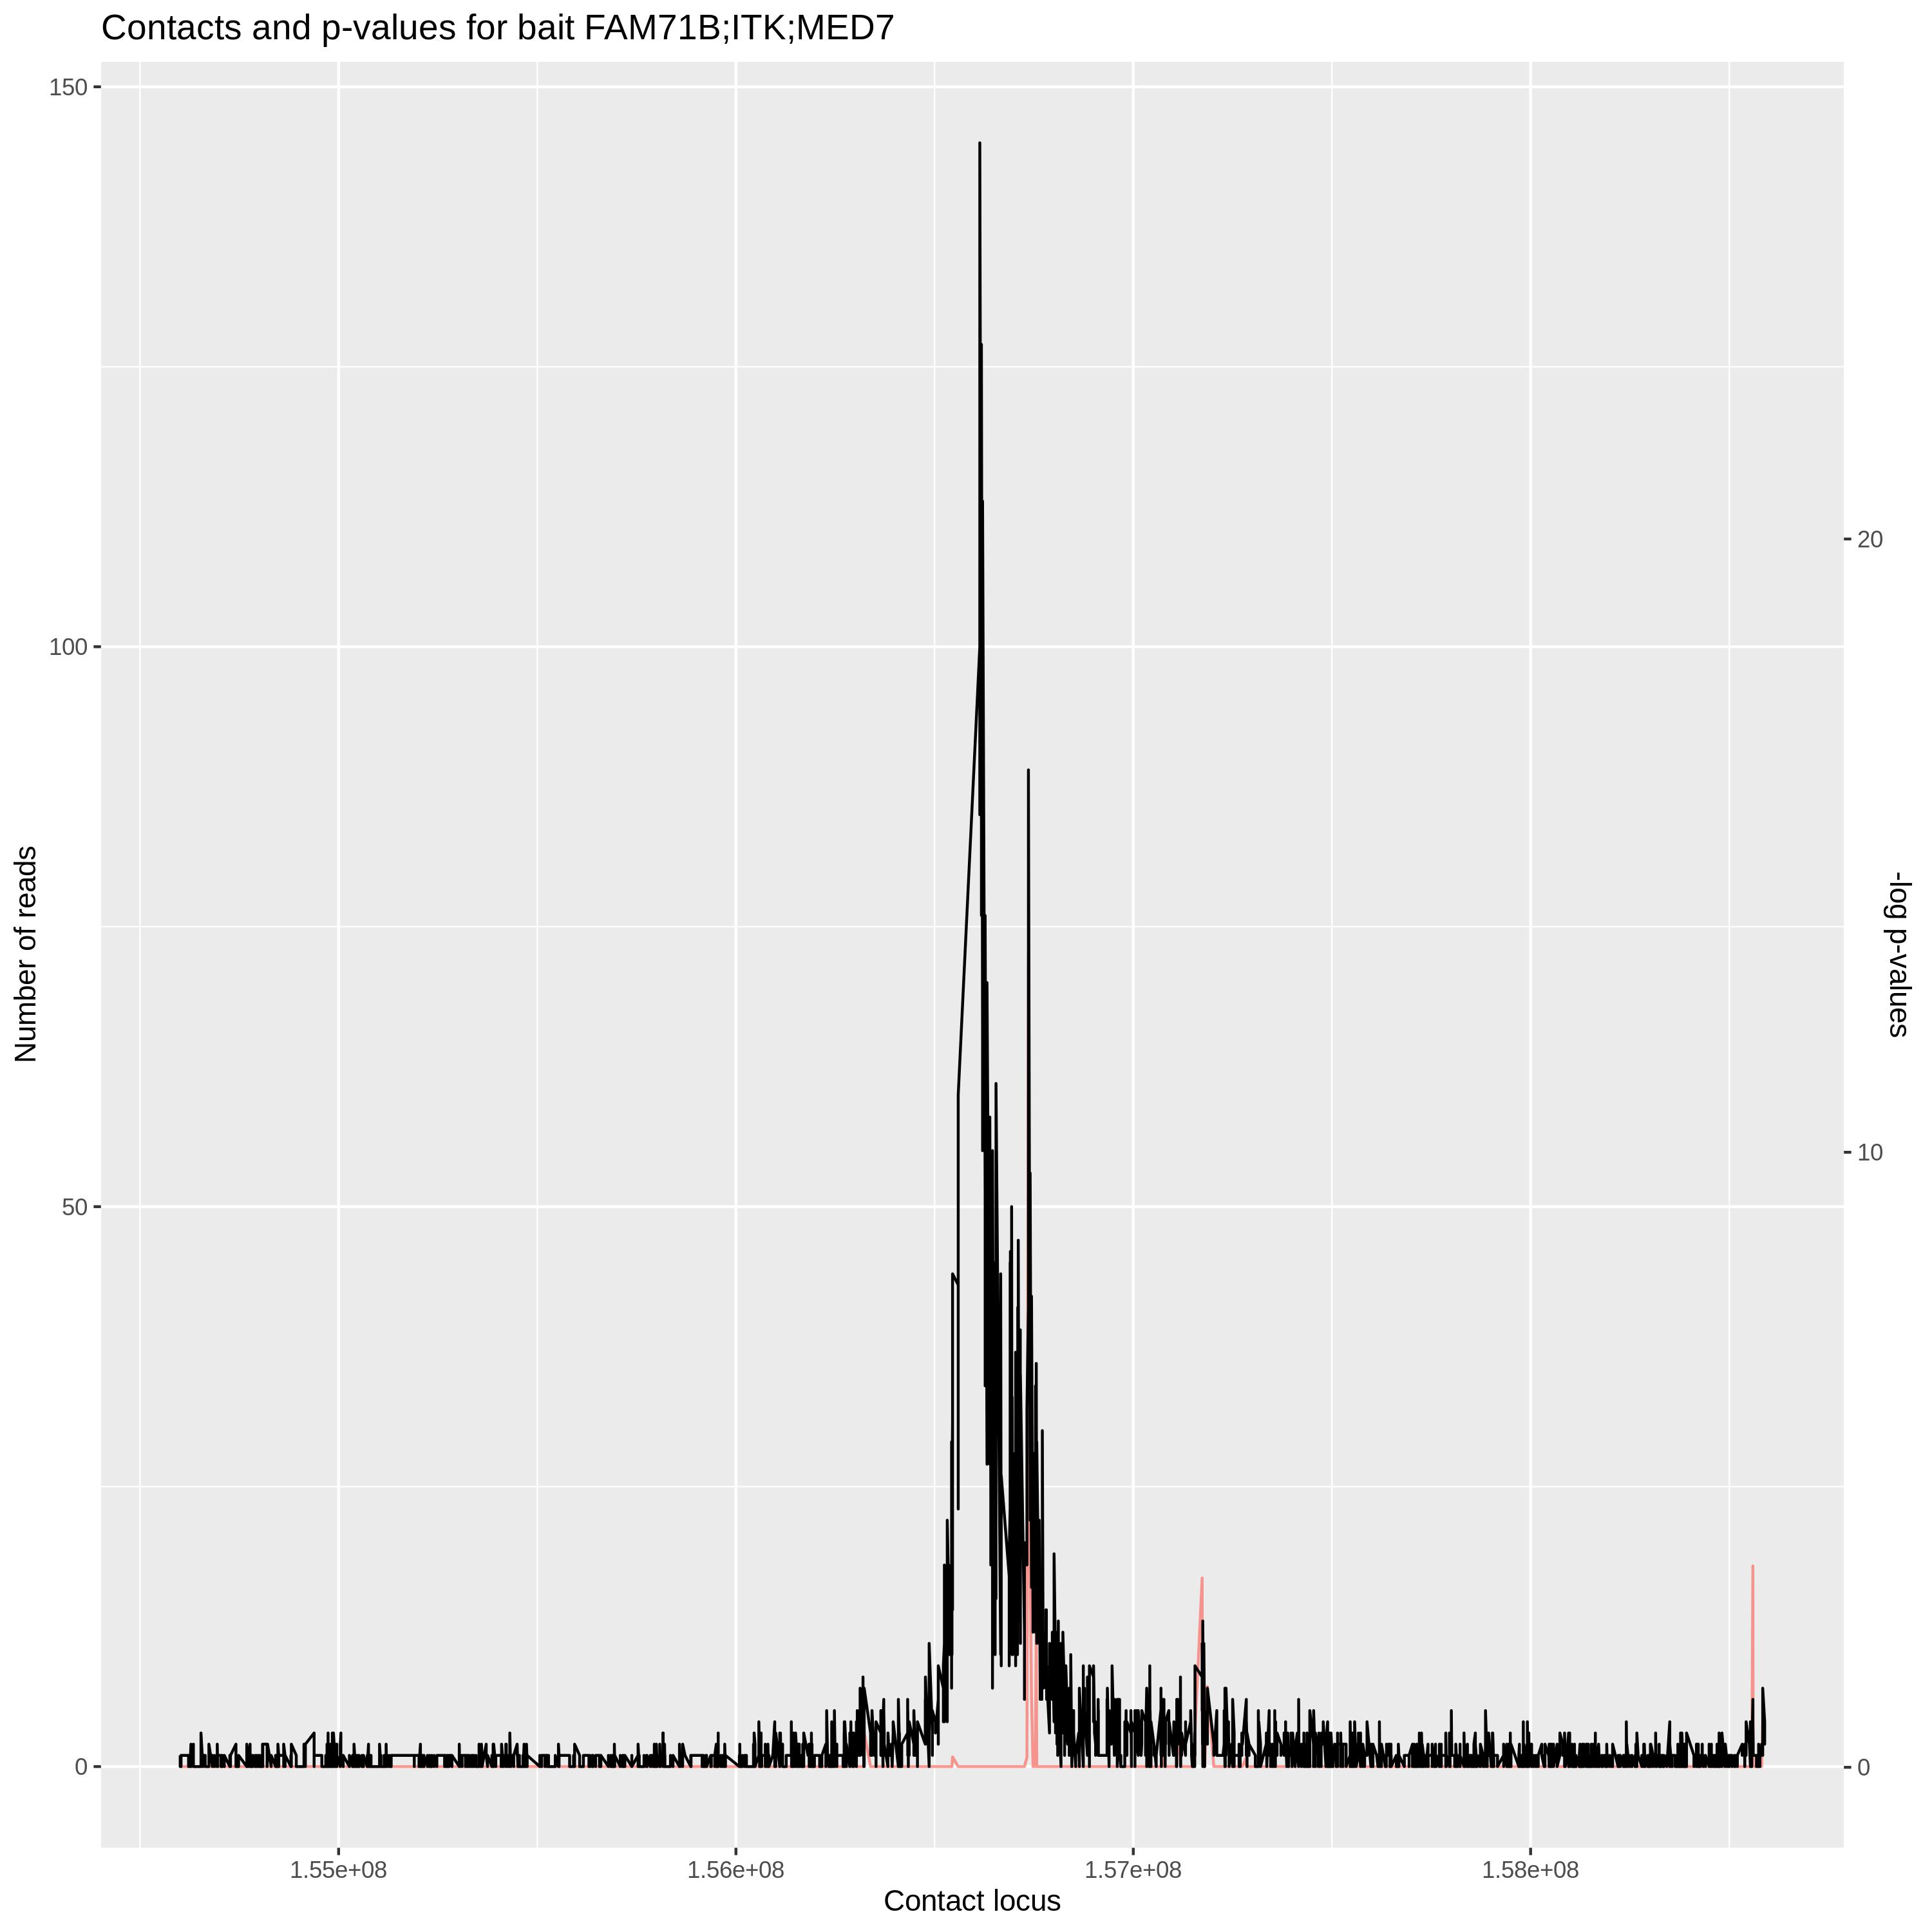 Contacts and p-values for bait FAM71B;ITK;MED7
150
100
50
0
Number of reads
20
10
0
-log p-values
1.55e+08 1.56e+08 1.57e+08 1.58e+08
Contact locus